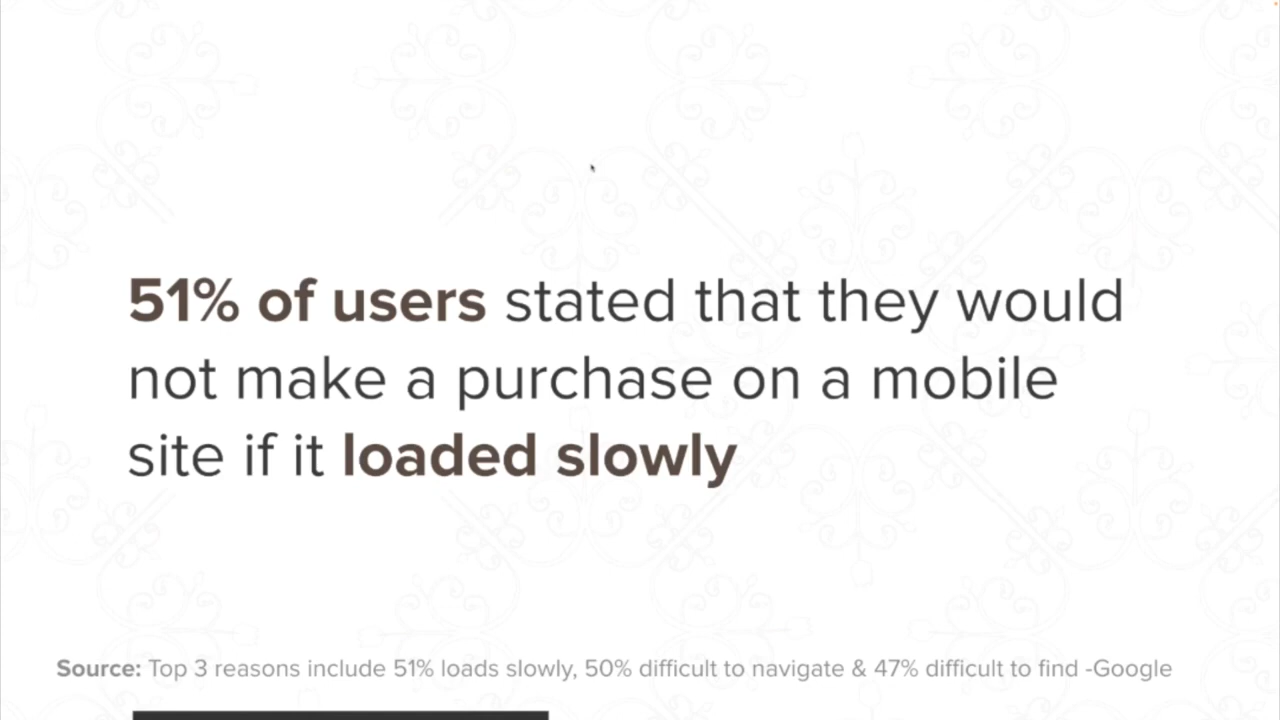 51% of users stated that they would
not make a purchase on a mobile
site if it loaded slowly
Source: Top 3 reasons include 51% loads slowly, 50% difficult to navigate & 47% difficult to find -Google